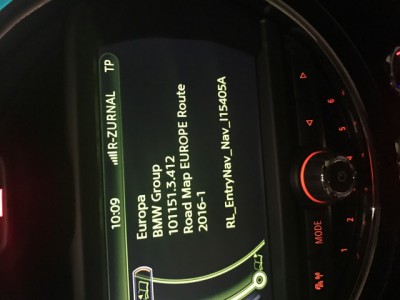 10:09 R-ZURNAL TP
Europa
BMW Group
101151.3.412
Road Map EUROPE Route
2016-1
RL_EntryNav_Nav_I15405A
MODE
1 2 3 4 5 6